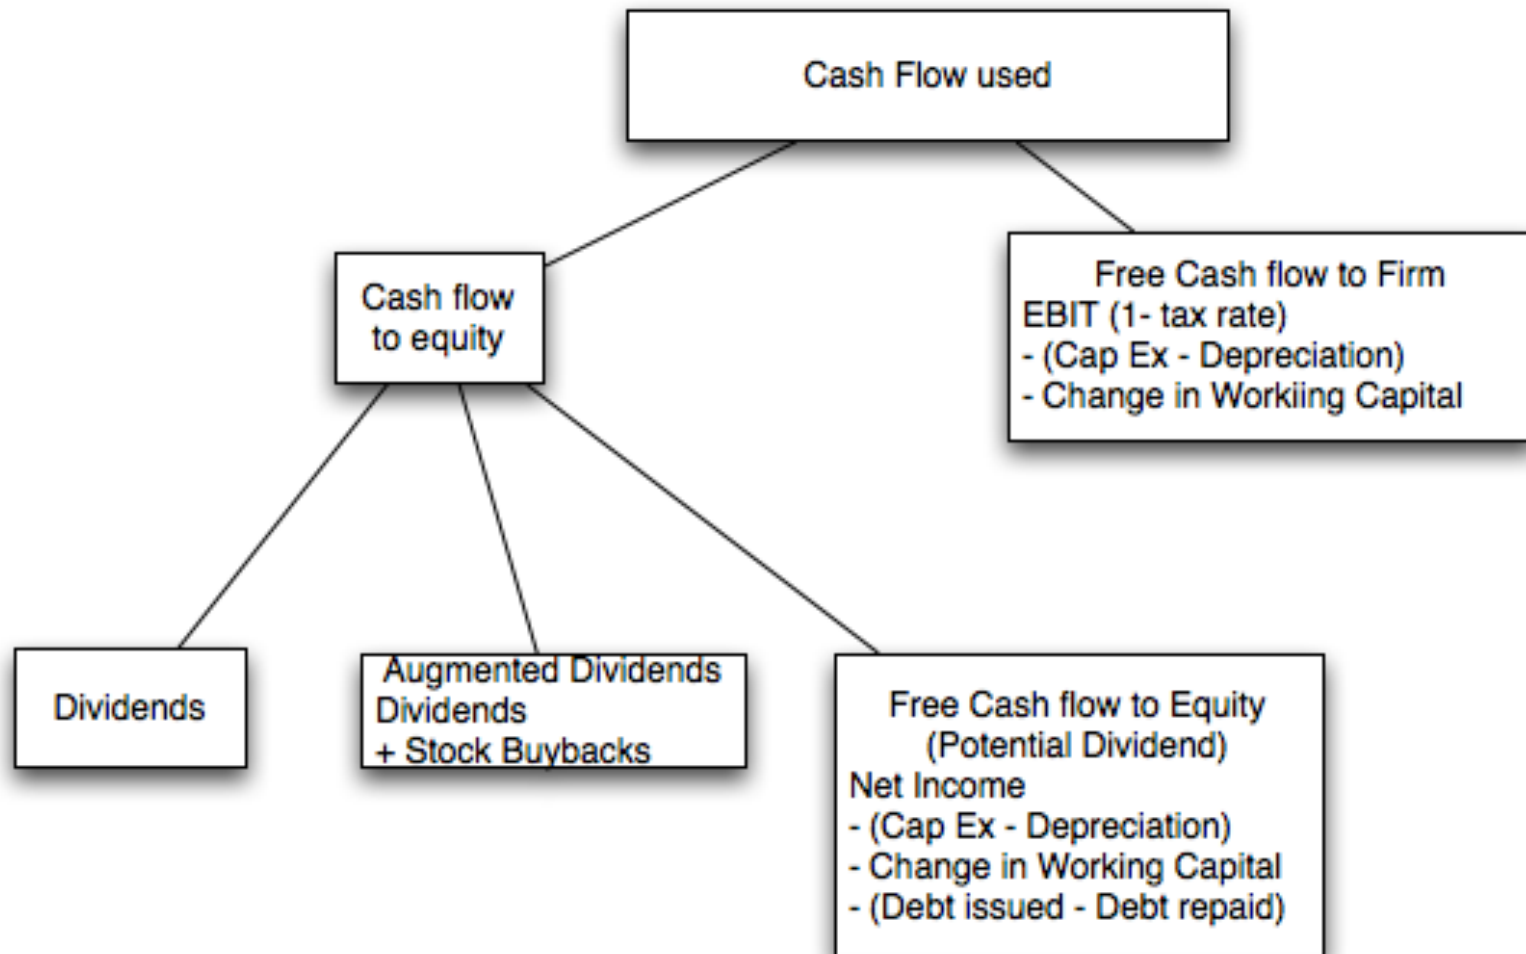 Cash Flow used
Cash flow
to equity
Free Cash flow to Firm
EBIT (1- tax rate)
- (Cap Ex - Depreciation)
- Change in Workiing Capital
Dividends
Augmented Dividends
Dividends
+ Stock Buybacks
Free Cash flow to Equity
(Potential Dividend)
Net Income
- (Cap Ex - Depreciation)
- Change in Working Capital
- (Debt issued - Debt repaid)